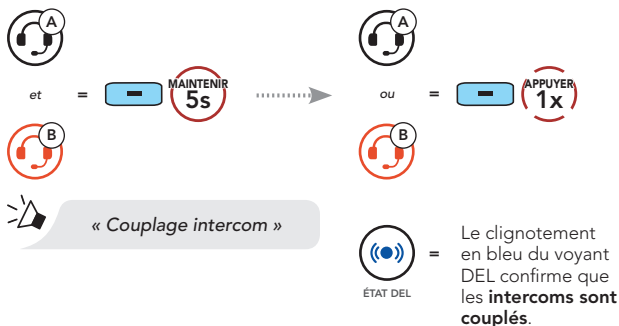 A
et
=
MAINTENIR
5s
B
« Couplage intercom »
A
ou
=
APPUYER
1x
B
ÉTAT DEL
=
Le clignotement
en bleu du voyant
DEL confirme que
les intercoms sont
couplés.